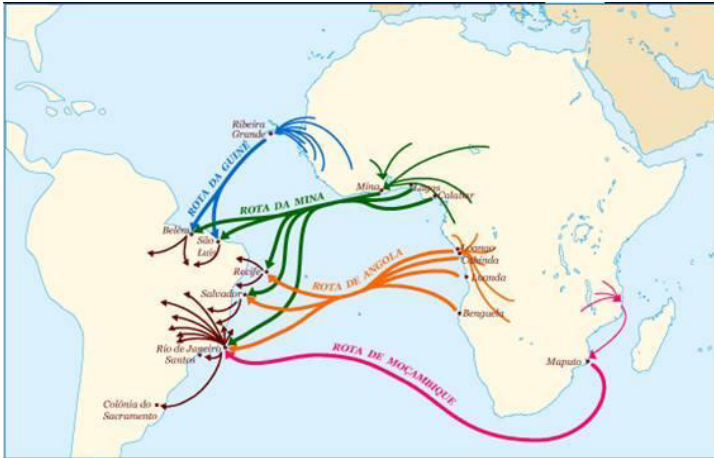 Ribeira
Grande
ROTA DA GUINÉ
Mina
Lagos
Calabar
ROTA DA MINA
Belém
São
Luís
Recife
Loango
Cabinda
ROTA DE ANGOLA
Luanda
Salvador
Benguela
Rio de Janeiro
Santos
ROTA DE MOÇAMBIQUE
Maputo
Colônia do
Sacramento